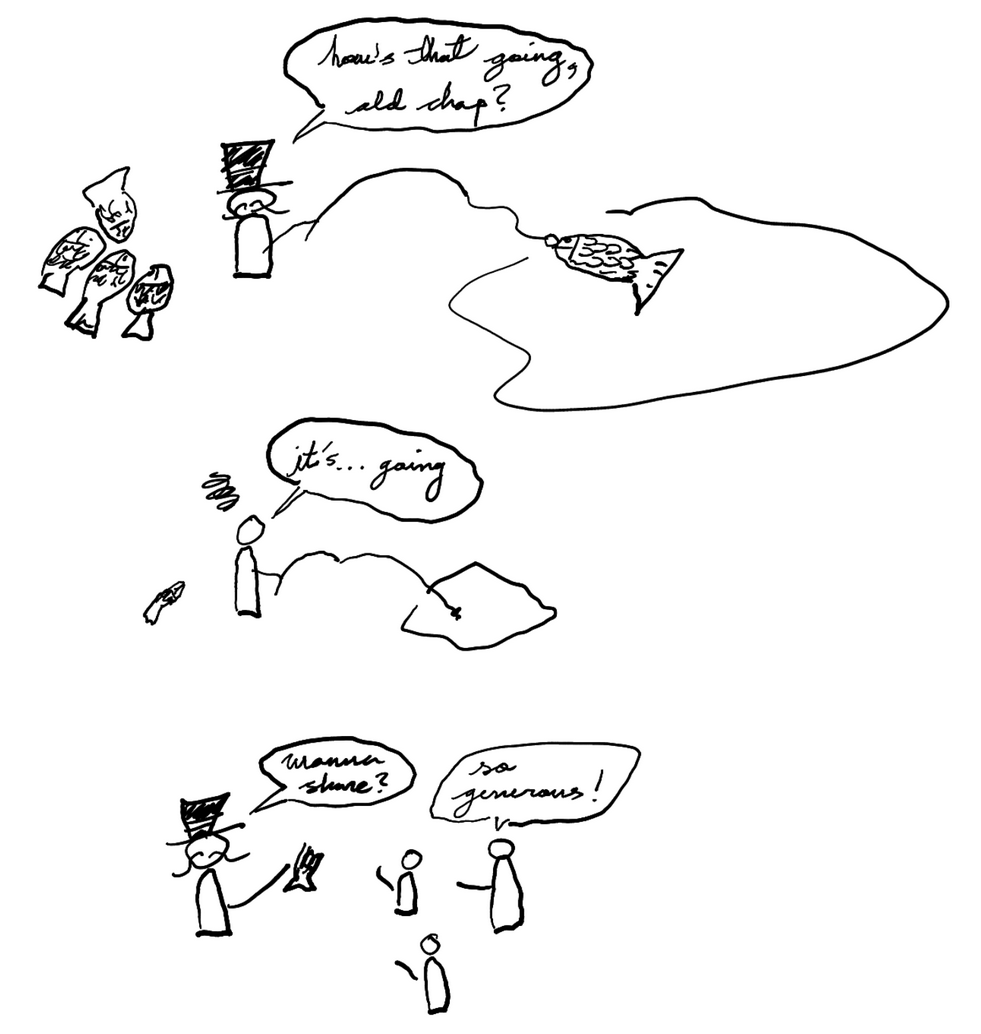 how's that going,
old chap?
it's... going
wanna
share?
so
generous!